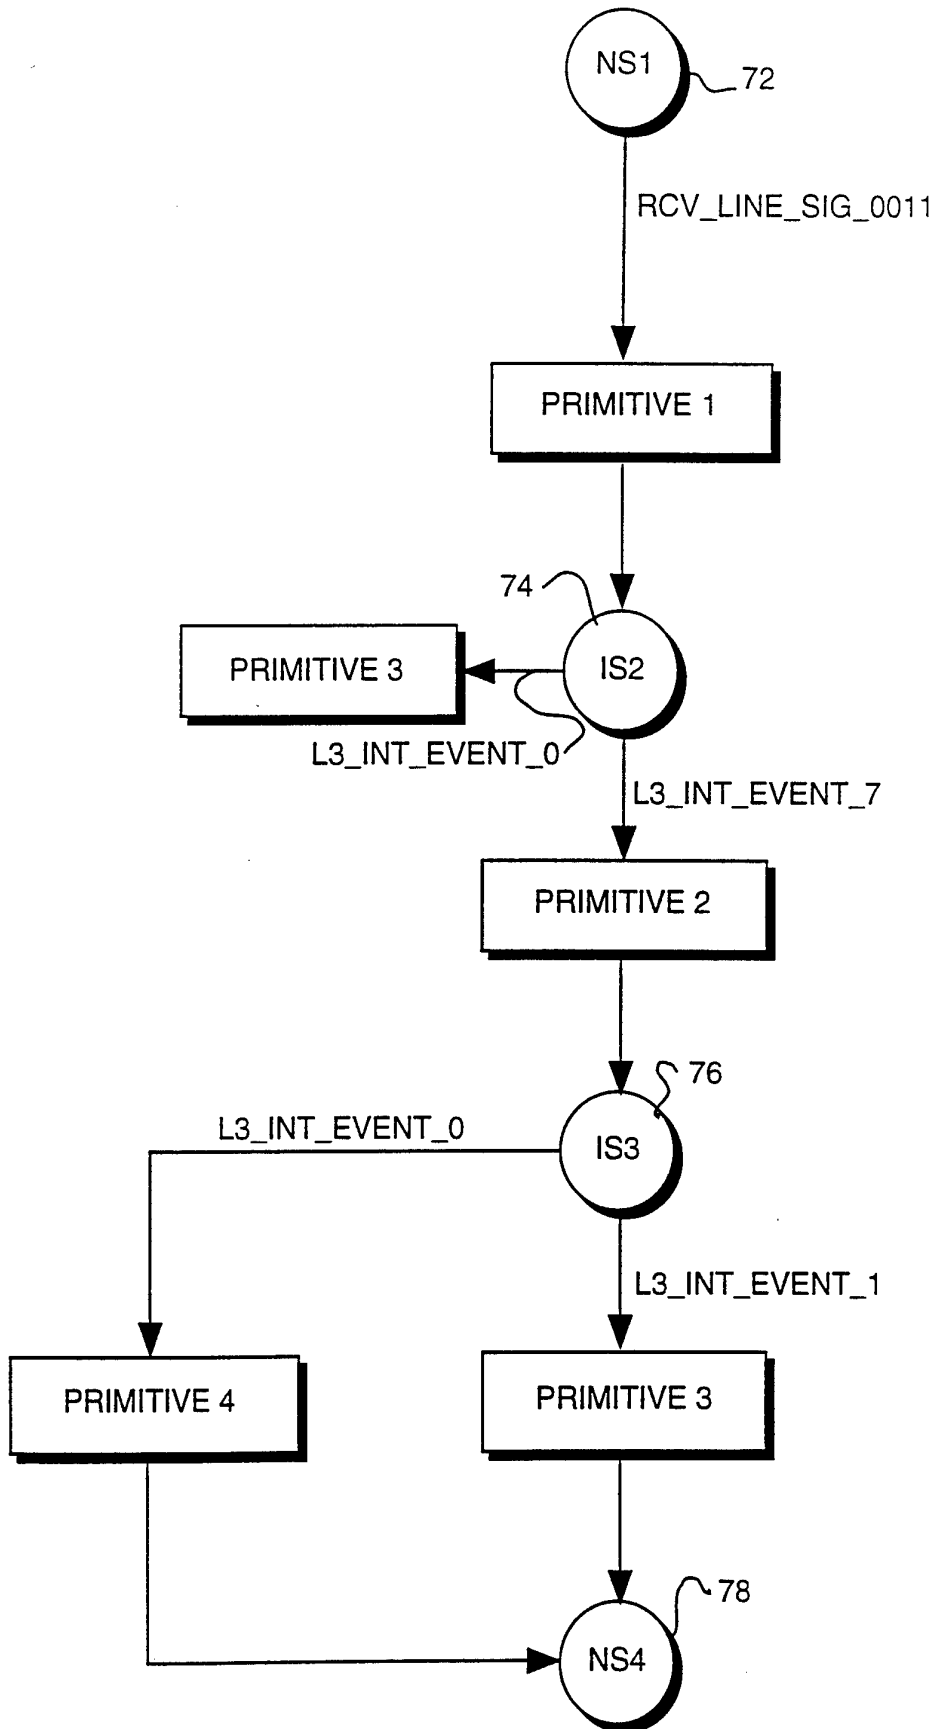 NS1
72
RCV_LINE_SIG_0011
PRIMITIVE 1
74
PRIMITIVE 3
IS2
L3_INT_EVENT_0
L3_INT_EVENT_7
PRIMITIVE 2
76
L3_INT_EVENT_0
IS3
L3_INT_EVENT_1
PRIMITIVE 4
PRIMITIVE 3
78
NS4